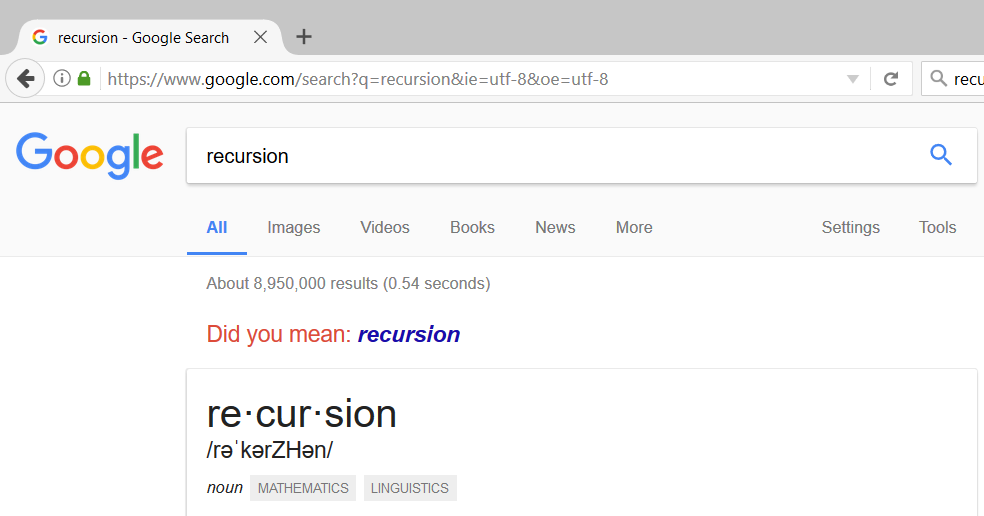 recursion - Google Search
https://www.google.com/search?q=recursion&ie=utf-8&oe=utf-8
recu
Google
recursion
All Images Videos Books News More Settings Tools
About 8,950,000 results (0.54 seconds)
Did you mean: recursion
re·cur·sion
/rəˈkərZHən/
noun MATHEMATICS LINGUISTICS